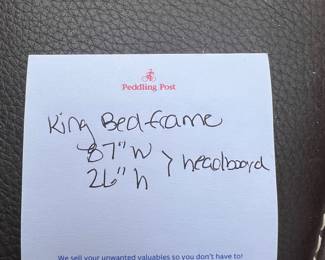 Peddling Post
King Bedframe
87" W
26" h } headboard
We sell your unwanted valuables so you don't have to!